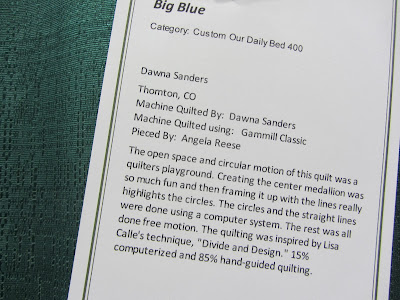 Big Blue
Category: Custom Our Daily Bed 400
Dawna Sanders
Thornton, CO
Machine Quilted By: Dawna Sanders
Machine Quilted using: Gammill Classic
Pieced By: Angela Reese
The open space and circular motion of this quilt was a
quilters playground. Creating the center medallion was
so much fun and then framing it up with the lines really
highlights the circles. The circles and the straight lines
were done using a computer system. The rest was all
done free motion. The quilting was inspired by Lisa
Calle's technique, "Divide and Design." 15%
computerized and 85% hand-guided quilting.